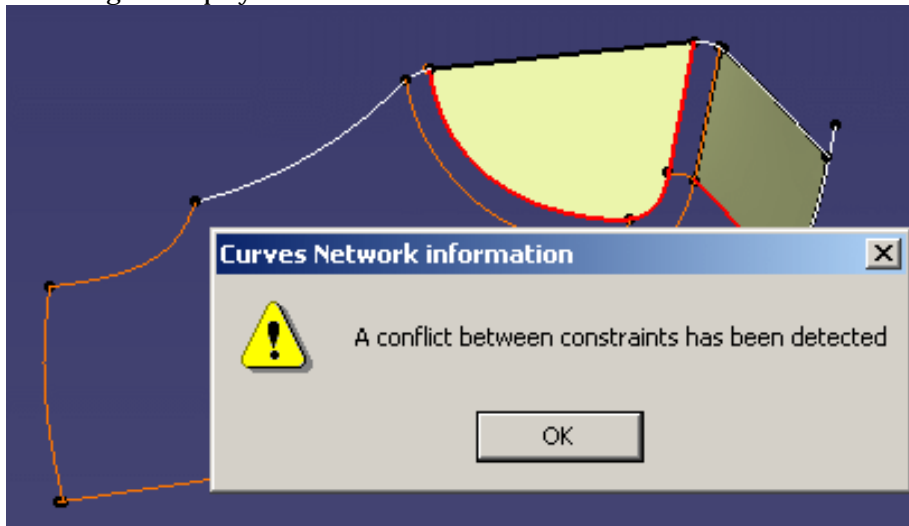 Curves Network information
A conflict between constraints has been detected
OK